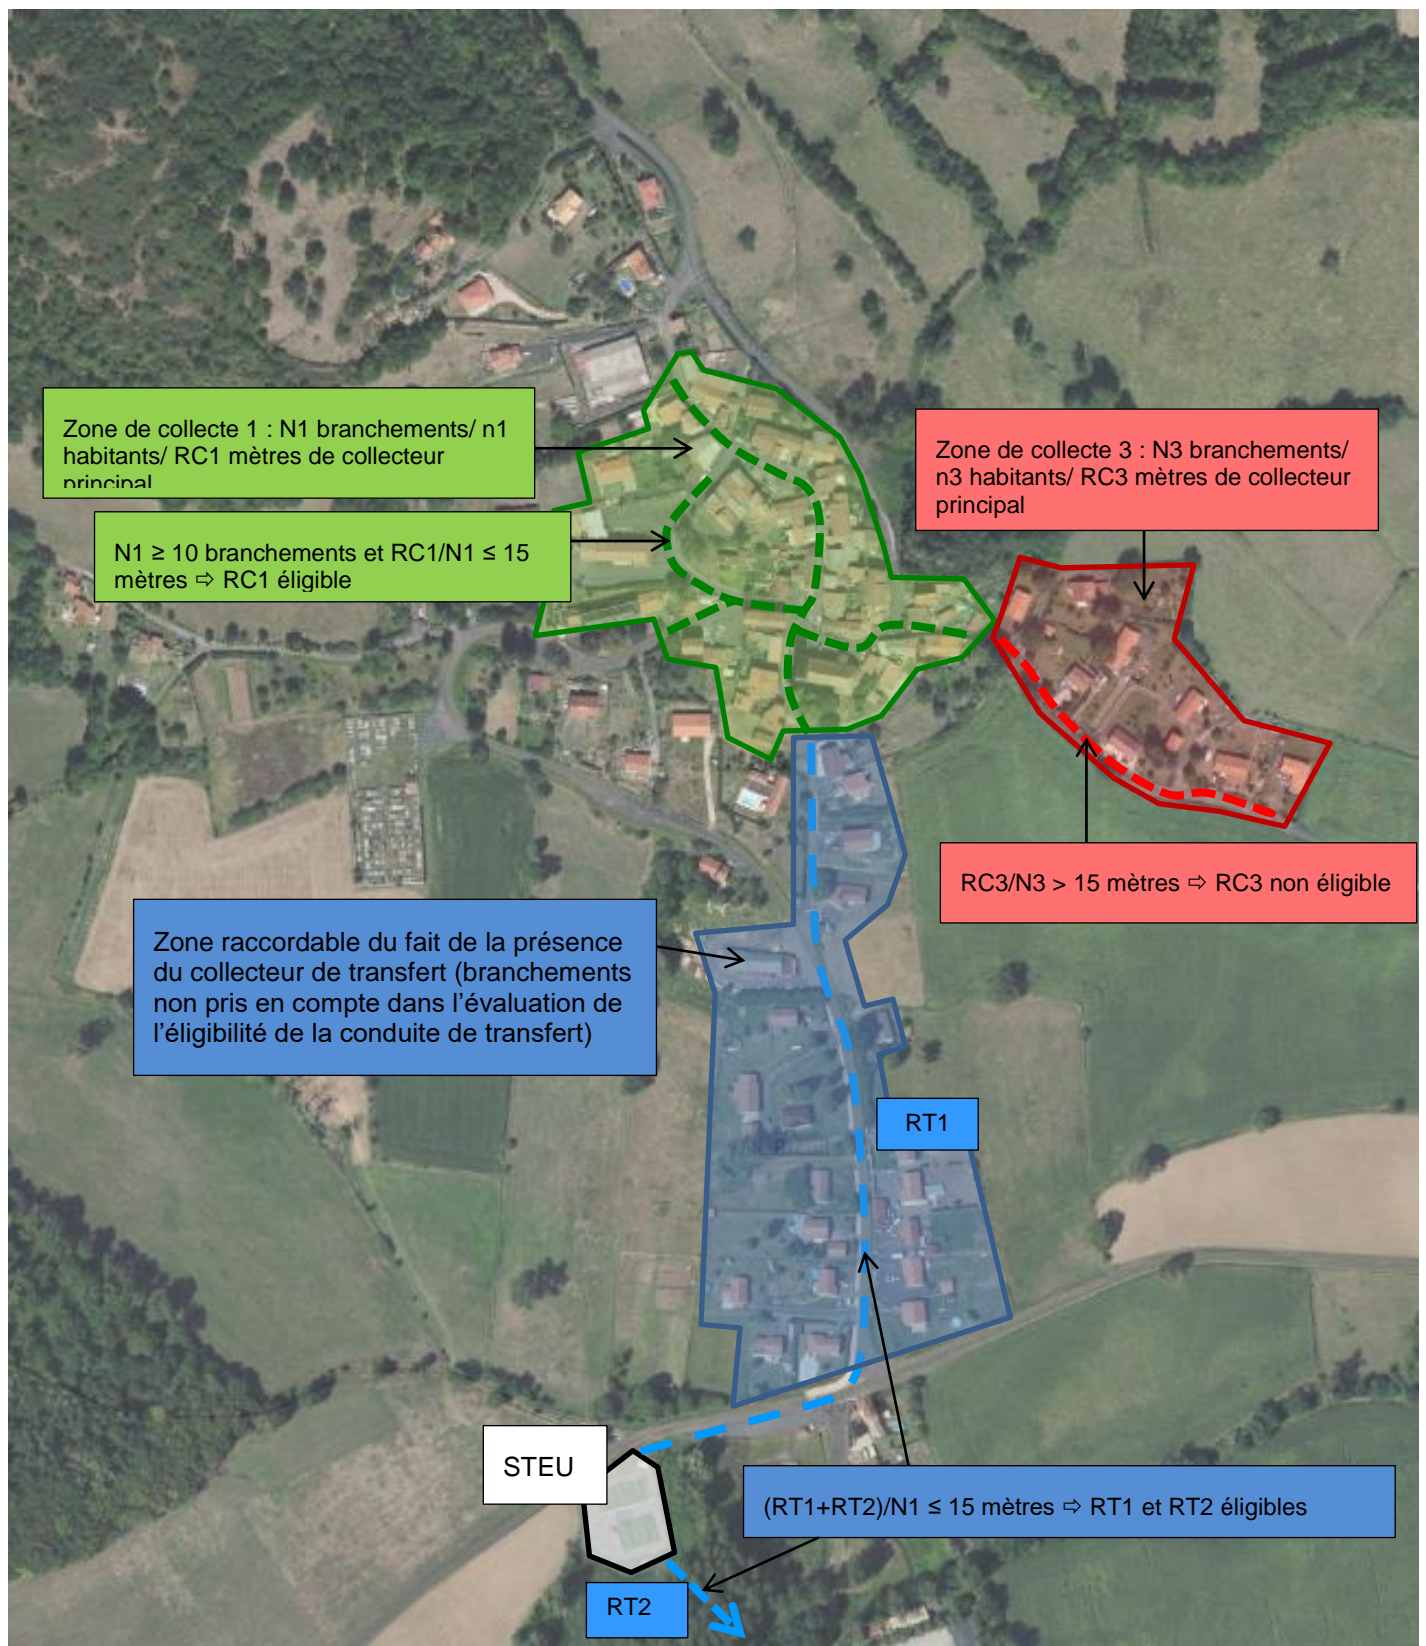 Zone de collecte 1 : N1 branchements/ n1
habitants/ RC1 mètres de collecteur
principal
N1 ≥ 10 branchements et RC1/N1 ≤ 15
mètres ⇨ RC1 éligible
Zone de collecte 3 : N3 branchements/
n3 habitants/ RC3 mètres de collecteur
principal
RC3/N3 > 15 mètres ⇨ RC3 non éligible
Zone raccordable du fait de la présence
du collecteur de transfert (branchements
non pris en compte dans l’évaluation de
l’éligibilité de la conduite de transfert)
RT1
STEU
(RT1+RT2)/N1 ≤ 15 mètres ⇨ RT1 et RT2 éligibles
RT2